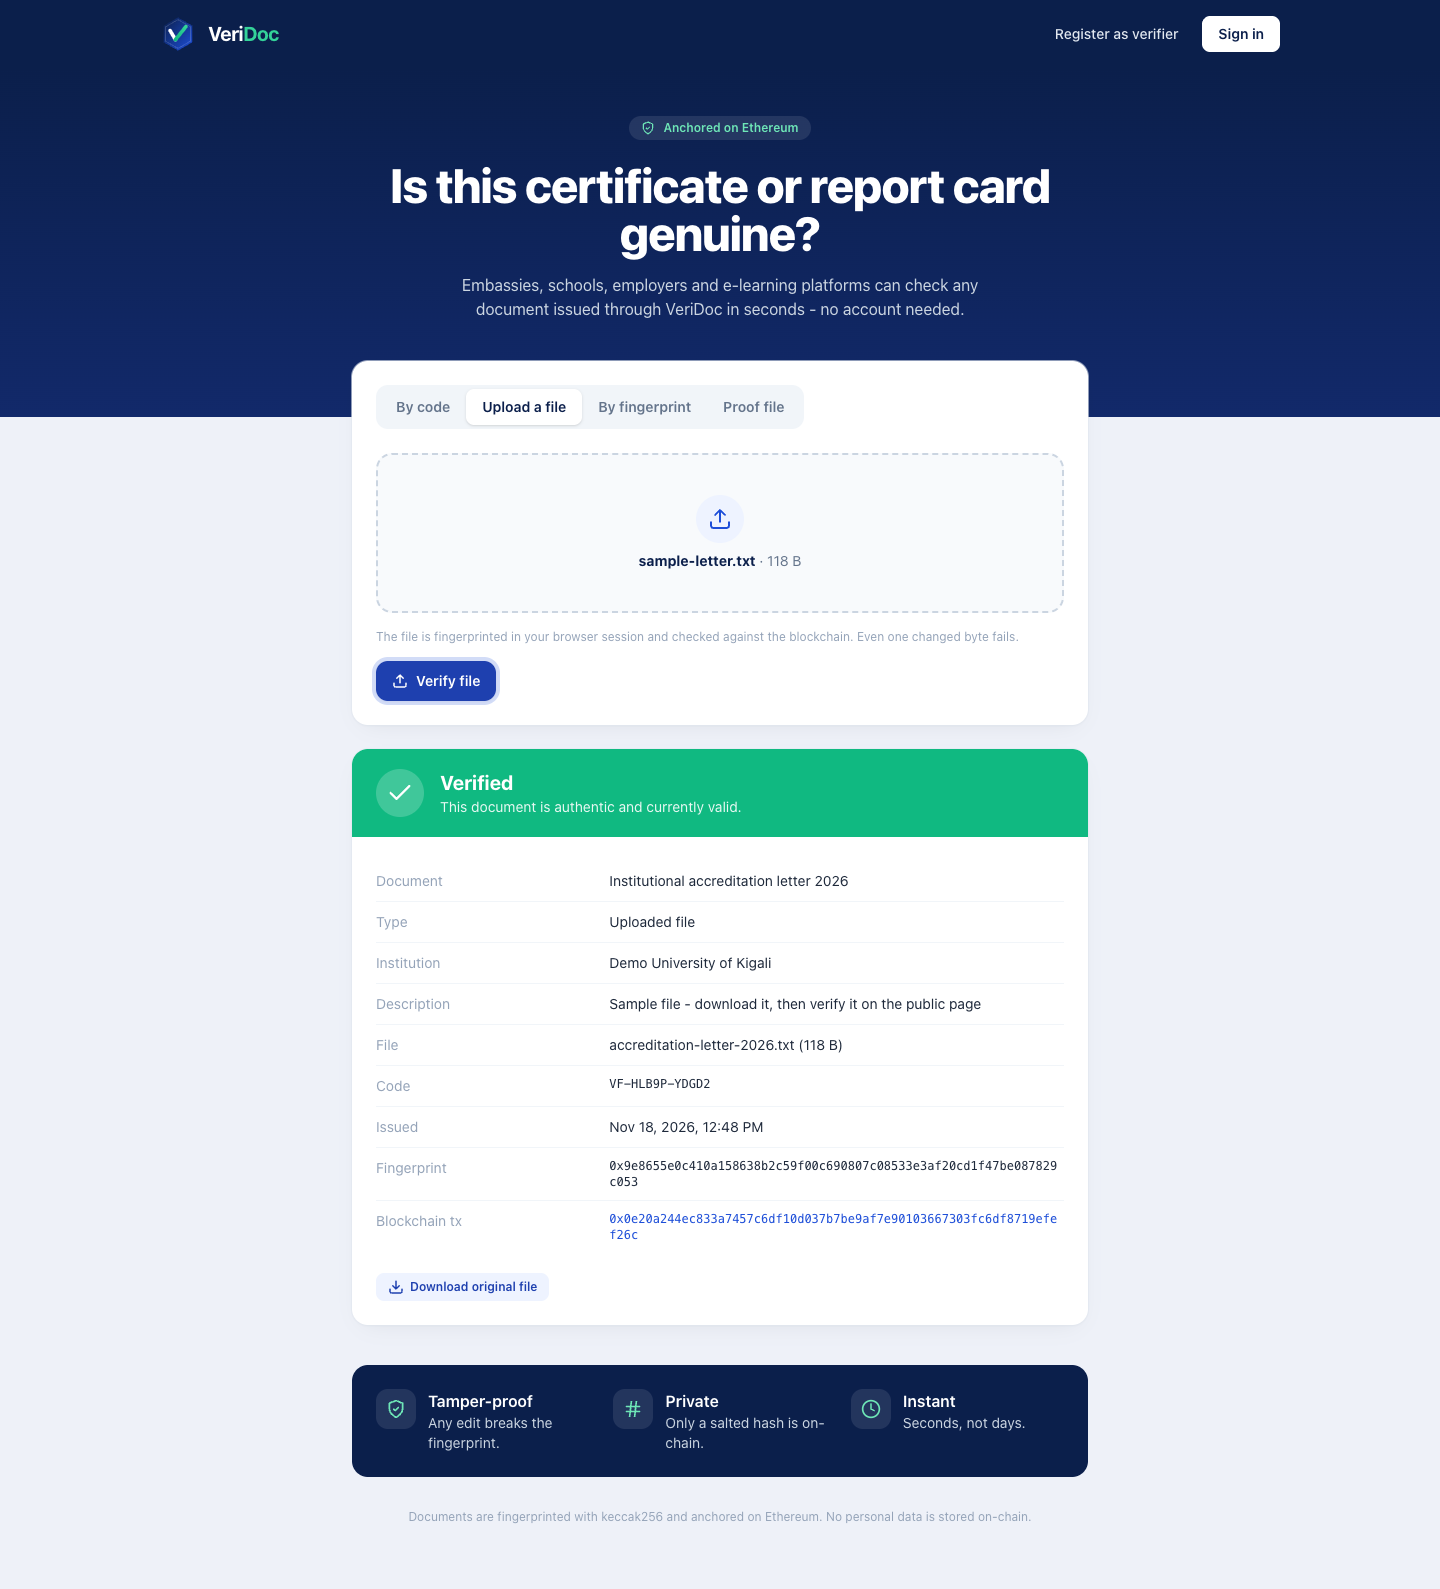 VeriDoc
Register as verifier
Sign in
Anchored on Ethereum
Is this certificate or report card
genuine?
Embassies, schools, employers and e-learning platforms can check any
document issued through VeriDoc in seconds - no account needed.
By code
Upload a file
By fingerprint
Proof file
sample-letter.txt · 118 B
The file is fingerprinted in your browser session and checked against the blockchain. Even one changed byte fails.
Verify file
Verified
This document is authentic and currently valid.
Document
Institutional accreditation letter 2026
Type
Uploaded file
Institution
Demo University of Kigali
Description
Sample file - download it, then verify it on the public page
File
accreditation-letter-2026.txt (118 B)
Code
VF-HLB9P-YDGD2
Issued
Nov 18, 2026, 12:48 PM
Fingerprint
0x9e8655e0c410a158638b2c59f00c690807c08533e3af20cd1f47be087829
c053
Blockchain tx
0x0e20a244ec833a7457c6df10d037b7be9af7e90103667303fc6df8719efe
f26c
Download original file
Tamper-proof
Any edit breaks the
fingerprint.
Private
Only a salted hash is on-
chain.
Instant
Seconds, not days.
Documents are fingerprinted with keccak256 and anchored on Ethereum. No personal data is stored on-chain.